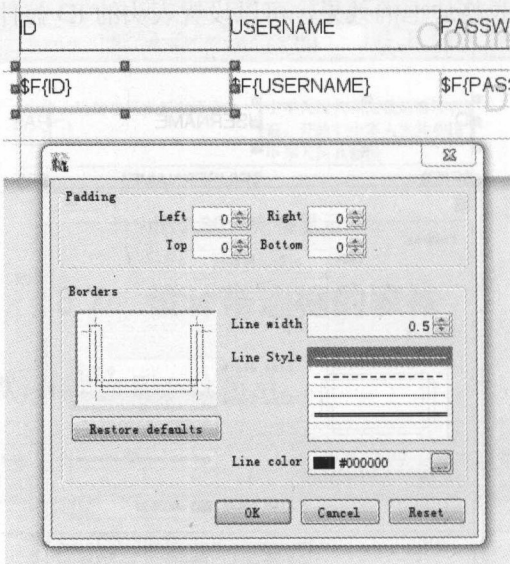 ID USERNAME PASSW
$F{ID} $F{USERNAME} $F{PASS
Padding
Left 0 Right 0
Top 0 Bottom 0
Borders
Line width 0.5
Line Style
Restore defaults
Line color #000000 ...
OK Cancel Reset